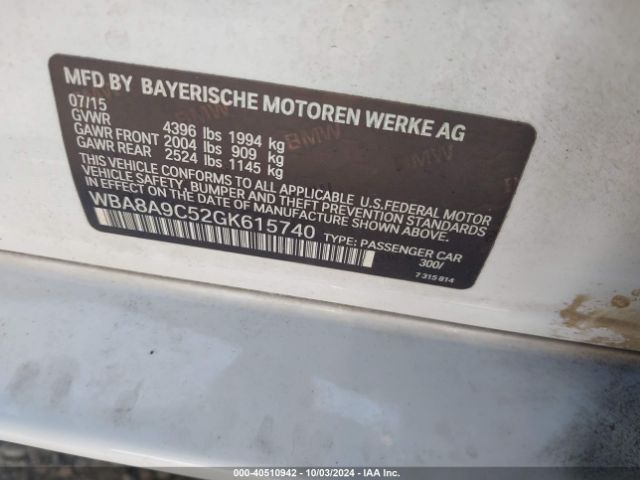 MFD BY BAYERISCHE MOTOREN WERKE AG
07/15
GVWR 4396 lbs 1994 kg
GAWR FRONT 2004 lbs 909 kg
GAWR REAR 2524 lbs 1145 kg
THIS VEHICLE CONFORMS TO ALL APPLICABLE U.S.FEDERAL MOTOR
VEHICLE SAFETY, BUMPER AND THEFT PREVENTION STANDARDS IN EFFECT ON THE
DATE OF MANUFACTURE SHOWN ABOVE.
WBA8A9C52GK615740
TYPE: PASSENGER CAR
300/
7 315 814
000-40510942 - 10/03/2024 - IAA Inc.